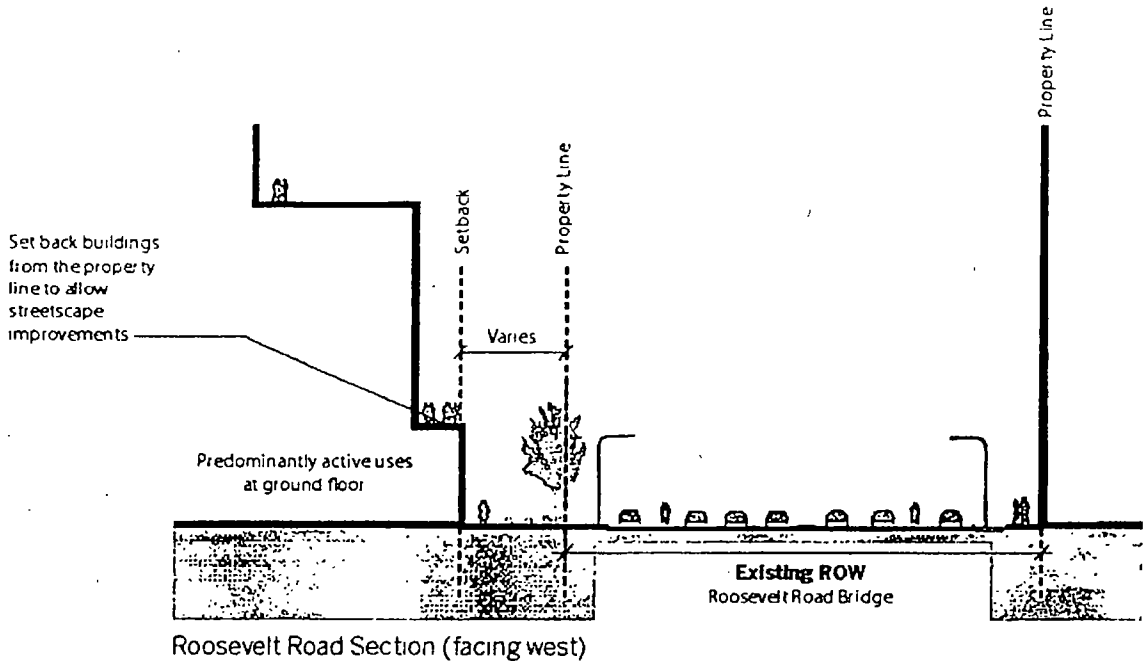 Property Line
Setback
Property Line
Set back buildings
from the property
line to allow
streetscape
improvements
Varies
Predominantly active uses
at ground floor
Existing ROW
Roosevelt Road Bridge
Roosevelt Road Section (facing west)